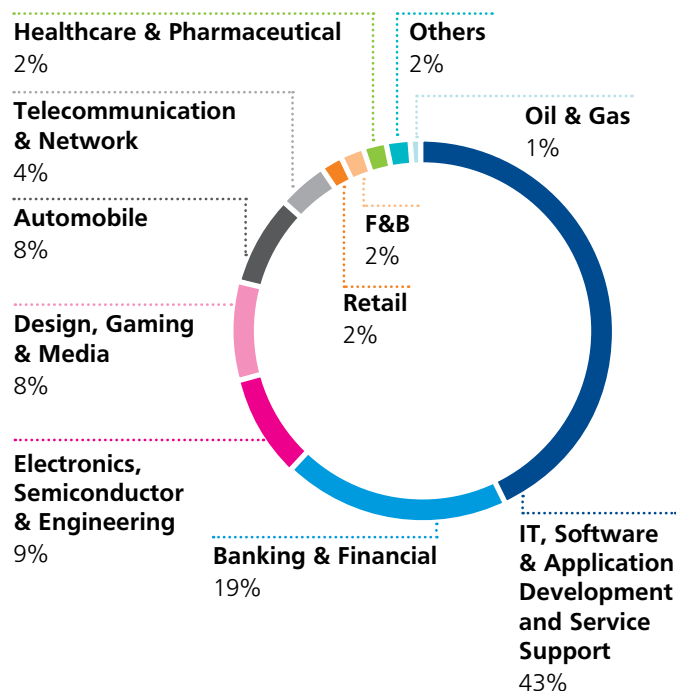 Healthcare & Pharmaceutical
2%
Others
2%
Telecommunication
& Network
4%
Oil & Gas
1%
Automobile
8%
F&B
2%
Retail
2%
Design, Gaming
& Media
8%
Electronics,
Semiconductor
& Engineering
9%
Banking & Financial
19%
IT, Software
& Application
Development
and Service
Support
43%